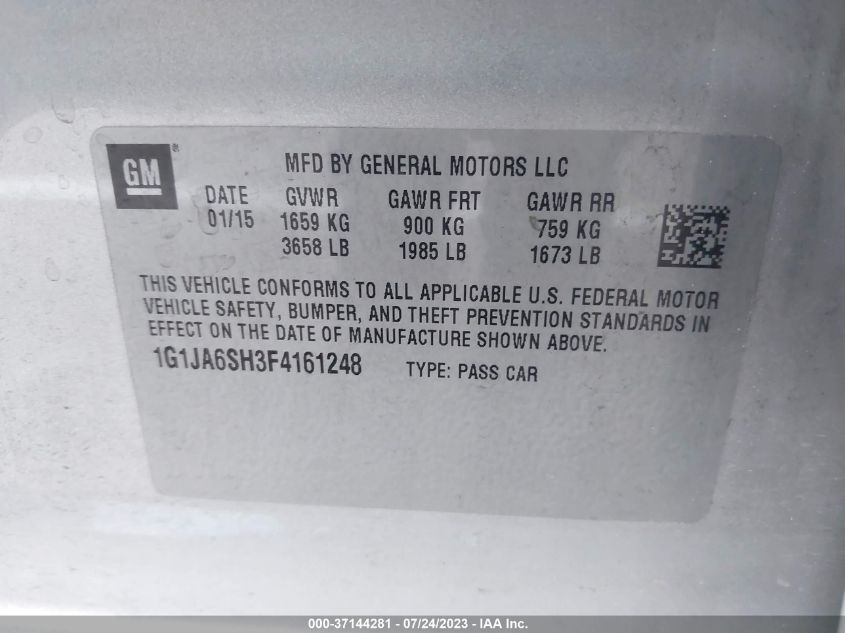 GM®
MFD BY GENERAL MOTORS LLC
DATE GVWR GAWR FRT GAWR RR
01/15 1659 KG 900 KG 759 KG
3658 LB 1985 LB 1673 LB
THIS VEHICLE CONFORMS TO ALL APPLICABLE U.S. FEDERAL MOTOR
VEHICLE SAFETY, BUMPER, AND THEFT PREVENTION STANDARDS IN
EFFECT ON THE DATE OF MANUFACTURE SHOWN ABOVE.
1G1JA6SH3F4161248 TYPE: PASS CAR
000-37144281 - 07/24/2023 - IAA Inc.